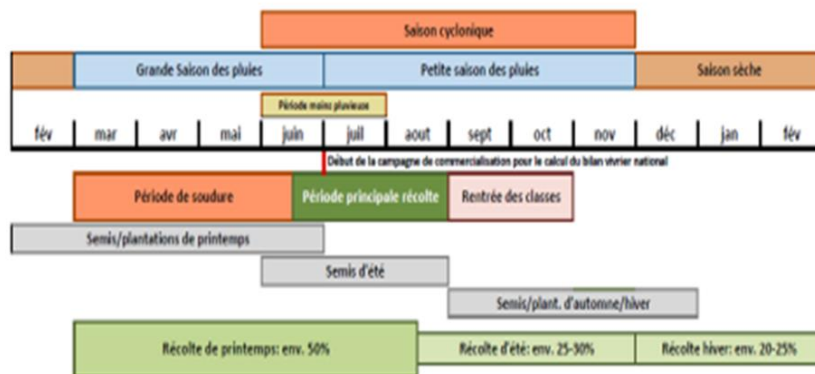 Saison cyclonique
Grande Saison des pluies Petite saison des pluies Saison sèche
Période moins pluvieuse
fév mar avr mai juin juil aout sept oct nov déc jan fév
Début de la campagne de commercialisation pour le calcul du bilan vivrier national
Période de soudure Période principale récolte Rentrée des classes
Semis/plantations de printemps
Semis d'été
Semis/plant. d'automne/hiver
Récolte de printemps: env. 50% Récolte d'été: env. 25-30% Récolte hiver: env. 20-25%